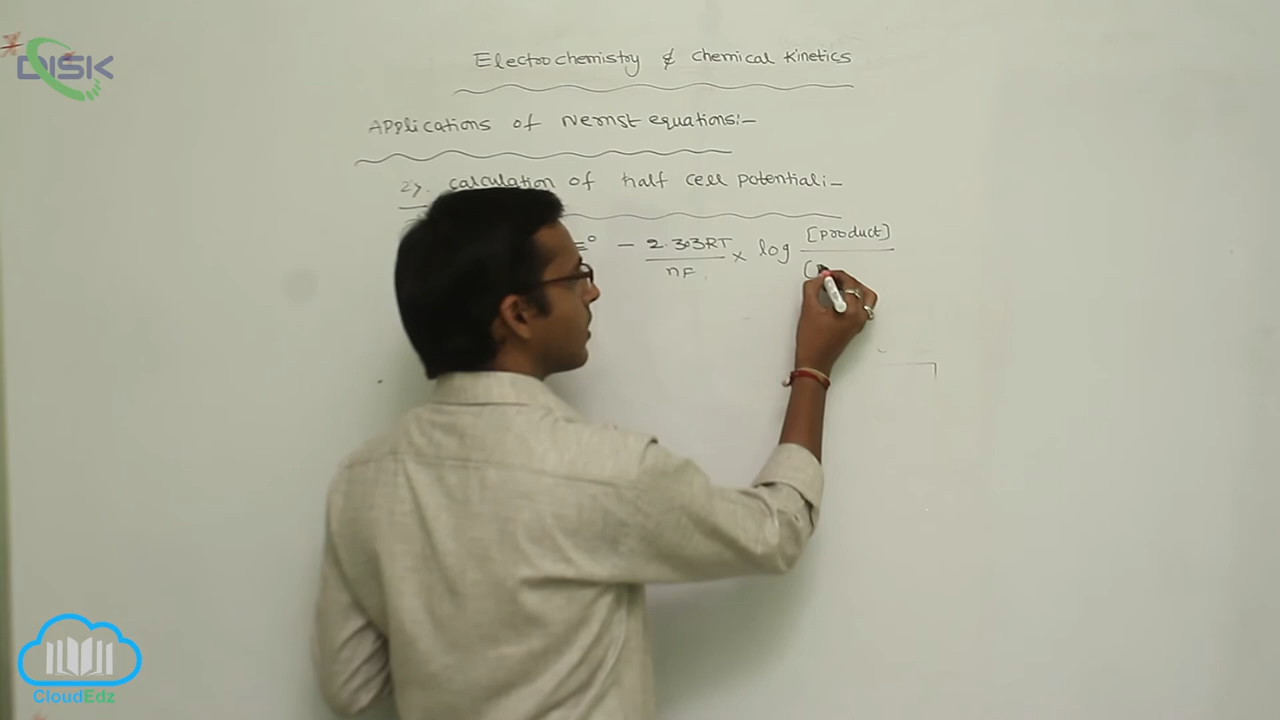 DISK
Electrochemistry & chemical Kinetics
Applications of Nernst equations:-
2). calculation of half cell potential:-
E° - 2.303RT/nF × log [product]/(
CloudEdz